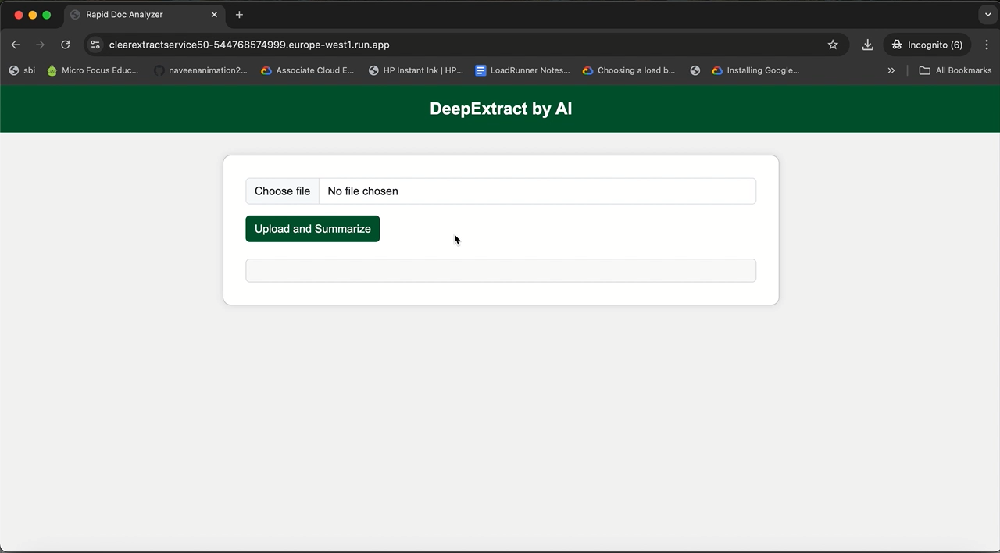 Rapid Doc Analyzer
clearextractservice50-544768574999.europe-west1.run.app
Incognito (6)
sbi
Micro Focus Educ...
naveenanimation2...
Associate Cloud E...
HP Instant Ink | HP...
LoadRunner Notes...
Choosing a load b...
Installing Google...
All Bookmarks
DeepExtract by AI
Choose file
No file chosen
Upload and Summarize